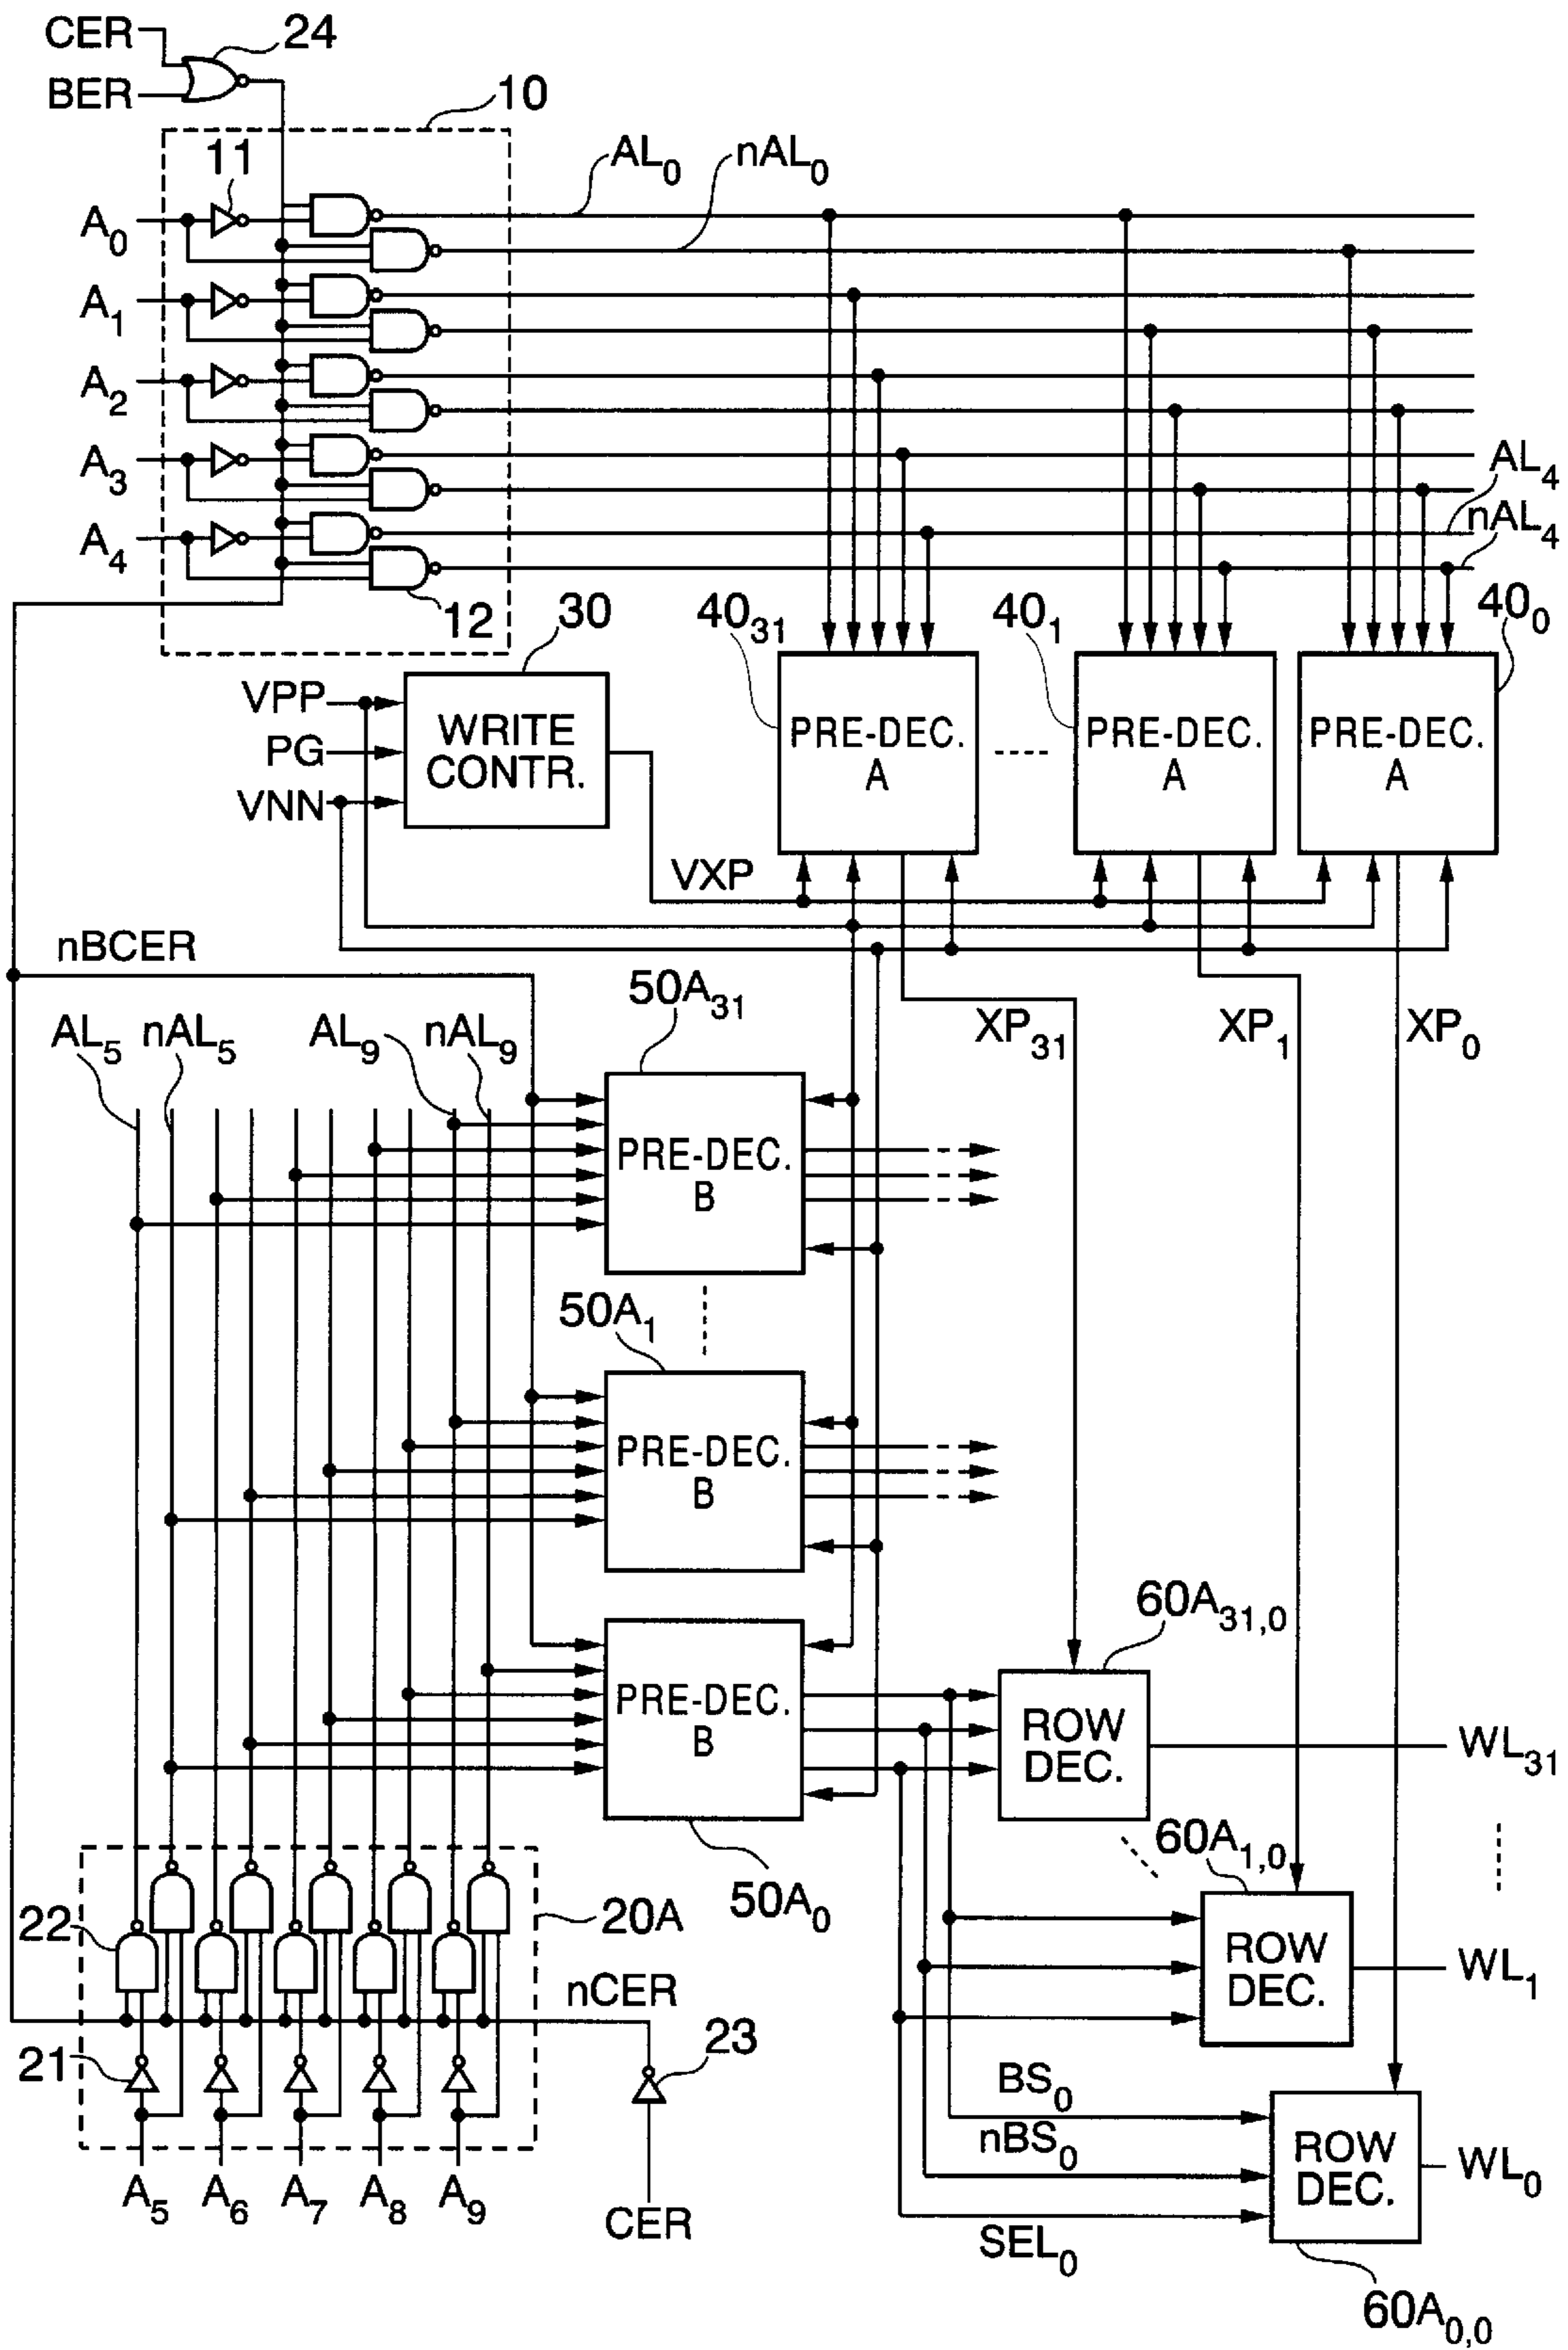 CER
24
BER
10
11
AL0
nAL0
A0
A1
A2
A3
AL4
nAL4
A4
12
30
4031
401
400
VPP
PG
VNN
WRITE
CONTR.
PRE-DEC.
A
PRE-DEC.
A
PRE-DEC.
A
VXP
nBCER
50A31
AL5
nAL5
AL9
nAL9
XP31
XP1
XP0
PRE-DEC.
B
50A1
PRE-DEC.
B
60A31,0
PRE-DEC.
B
ROW
DEC.
WL31
60A1,0
50A0
22
20A
nCER
ROW
DEC.
WL1
21
23
BS0
nBS0
ROW
DEC.
WL0
A5
A6
A7
A8
A9
CER
SEL0
60A0,0